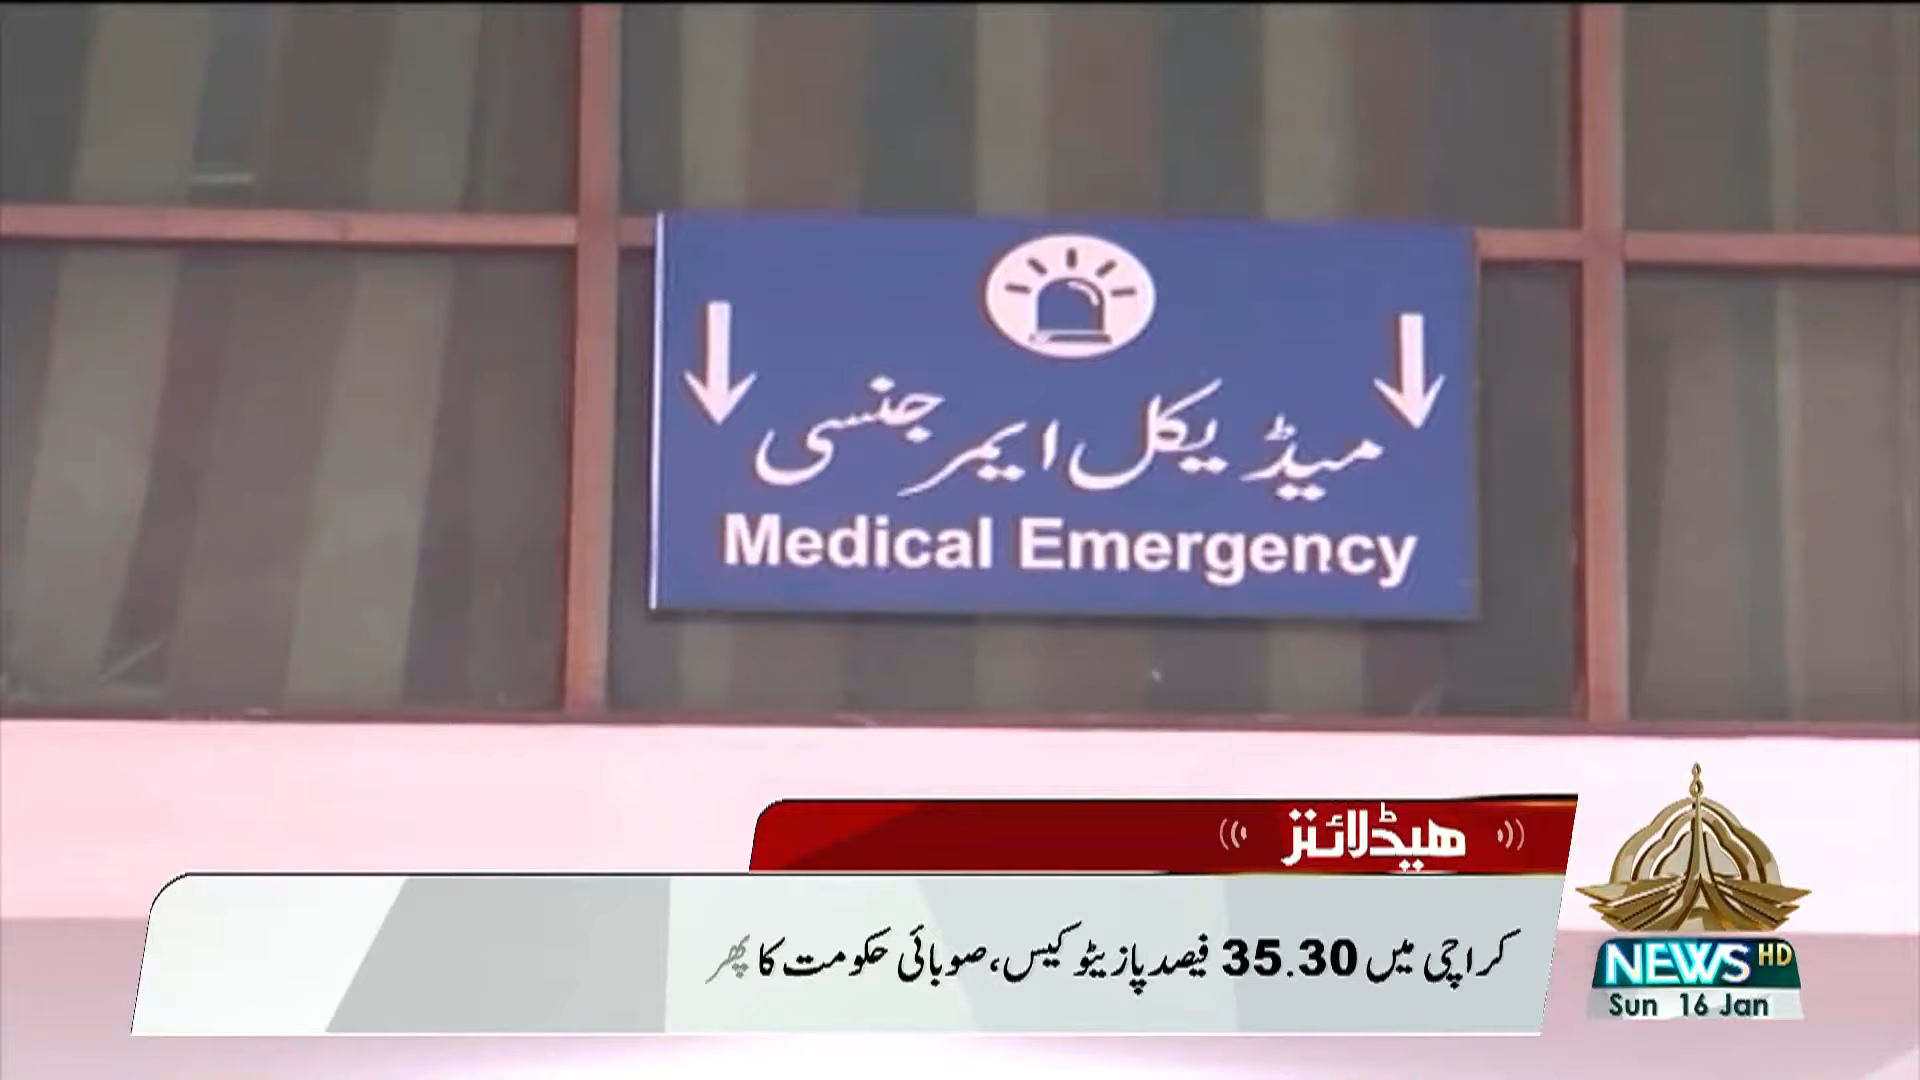 میڈیکل ایمرجنسی
Medical Emergency
ہیڈلائنز
کراچی میں 35.30 فیصد پازیٹو کیس، صوبائی حکومت کا پھر
NEWS HD
Sun 16 Jan